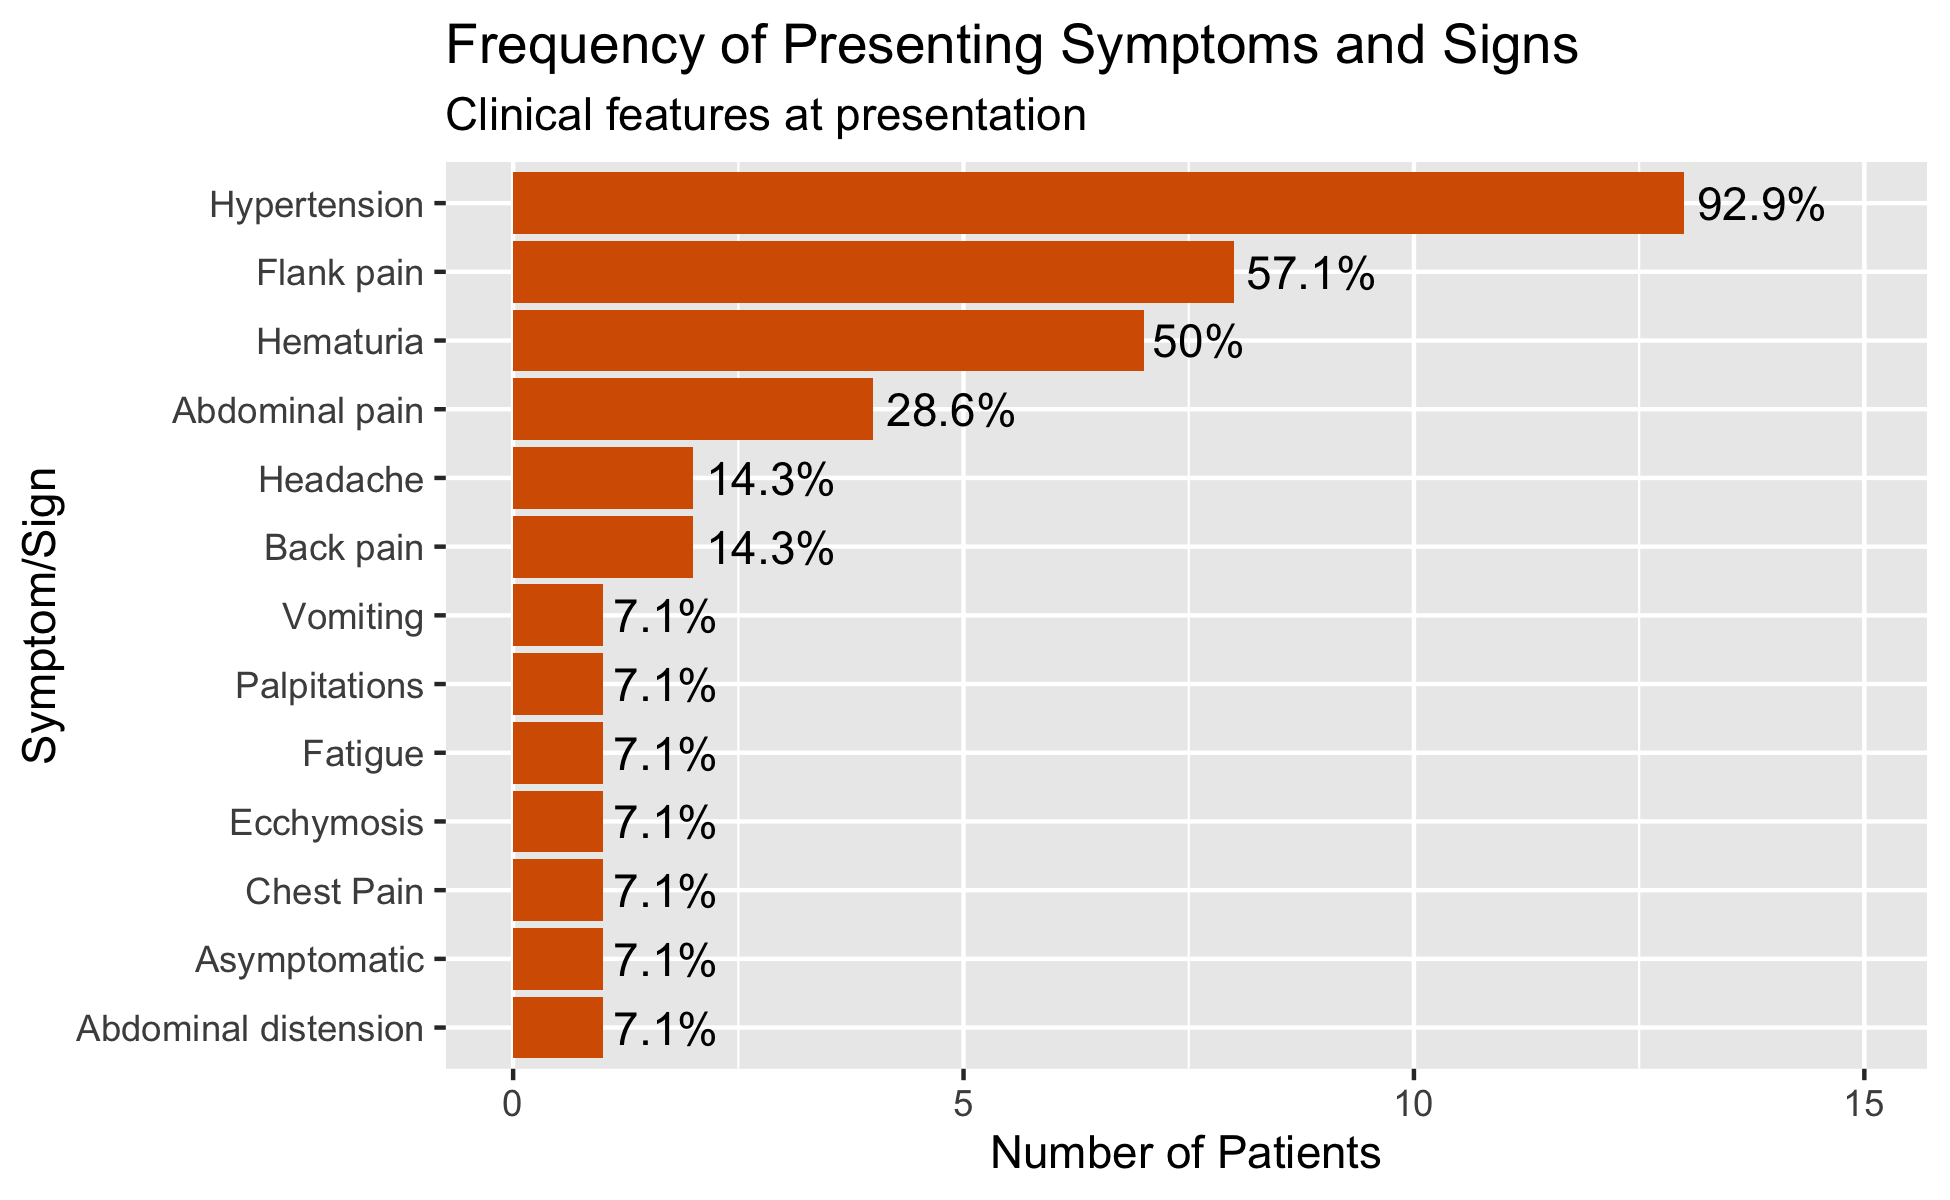 Frequency of Presenting Symptoms and Signs
Clinical features at presentation
Symptom/Sign
Hypertension 92.9%
Flank pain 57.1%
Hematuria 50%
Abdominal pain 28.6%
Headache 14.3%
Back pain 14.3%
Vomiting 7.1%
Palpitations 7.1%
Fatigue 7.1%
Ecchymosis 7.1%
Chest Pain 7.1%
Asymptomatic 7.1%
Abdominal distension 7.1%
0 5 10 15
Number of Patients